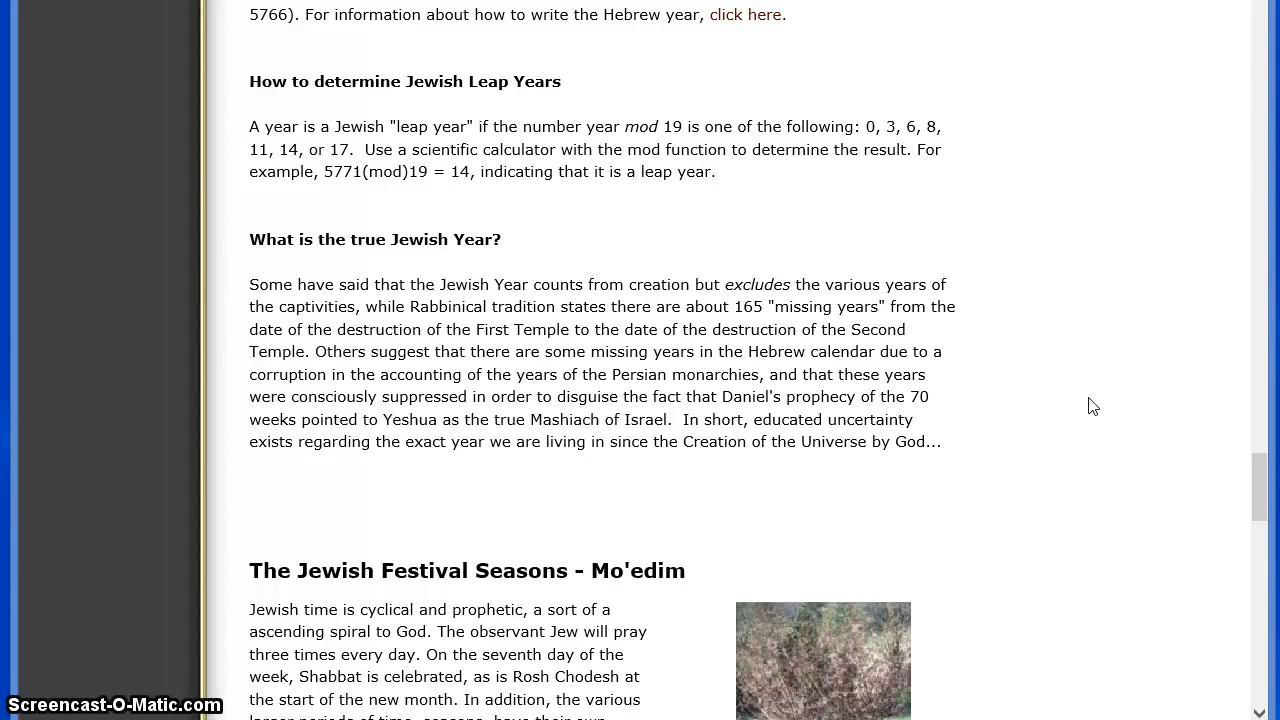 5766). For information about how to write the Hebrew year, click here.
How to determine Jewish Leap Years
A year is a Jewish "leap year" if the number year mod 19 is one of the following: 0, 3, 6, 8,
11, 14, or 17.  Use a scientific calculator with the mod function to determine the result. For
example, 5771(mod)19 = 14, indicating that it is a leap year.
What is the true Jewish Year?
Some have said that the Jewish Year counts from creation but excludes the various years of
the captivities, while Rabbinical tradition states there are about 165 "missing years" from the
date of the destruction of the First Temple to the date of the destruction of the Second
Temple. Others suggest that there are some missing years in the Hebrew calendar due to a
corruption in the accounting of the years of the Persian monarchies, and that these years
were consciously suppressed in order to disguise the fact that Daniel's prophecy of the 70
weeks pointed to Yeshua as the true Mashiach of Israel.  In short, educated uncertainty
exists regarding the exact year we are living in since the Creation of the Universe by God...
The Jewish Festival Seasons - Mo'edim
Jewish time is cyclical and prophetic, a sort of a
ascending spiral to God. The observant Jew will pray
three times every day. On the seventh day of the
week, Shabbat is celebrated, as is Rosh Chodesh at
the start of the new month. In addition, the various
larger periods of time, seasons, have their own
Screencast-O-Matic.com